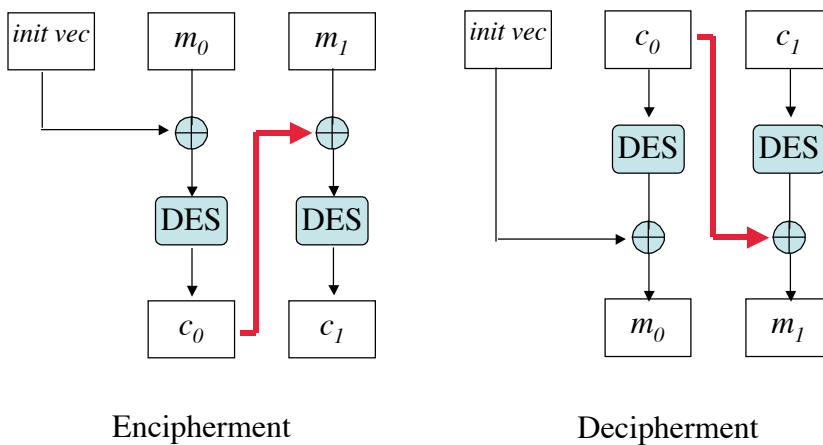 init vec
m0
m1
DES
DES
c0
c1
Encipherment
init vec
c0
c1
DES
DES
m0
m1
Decipherment